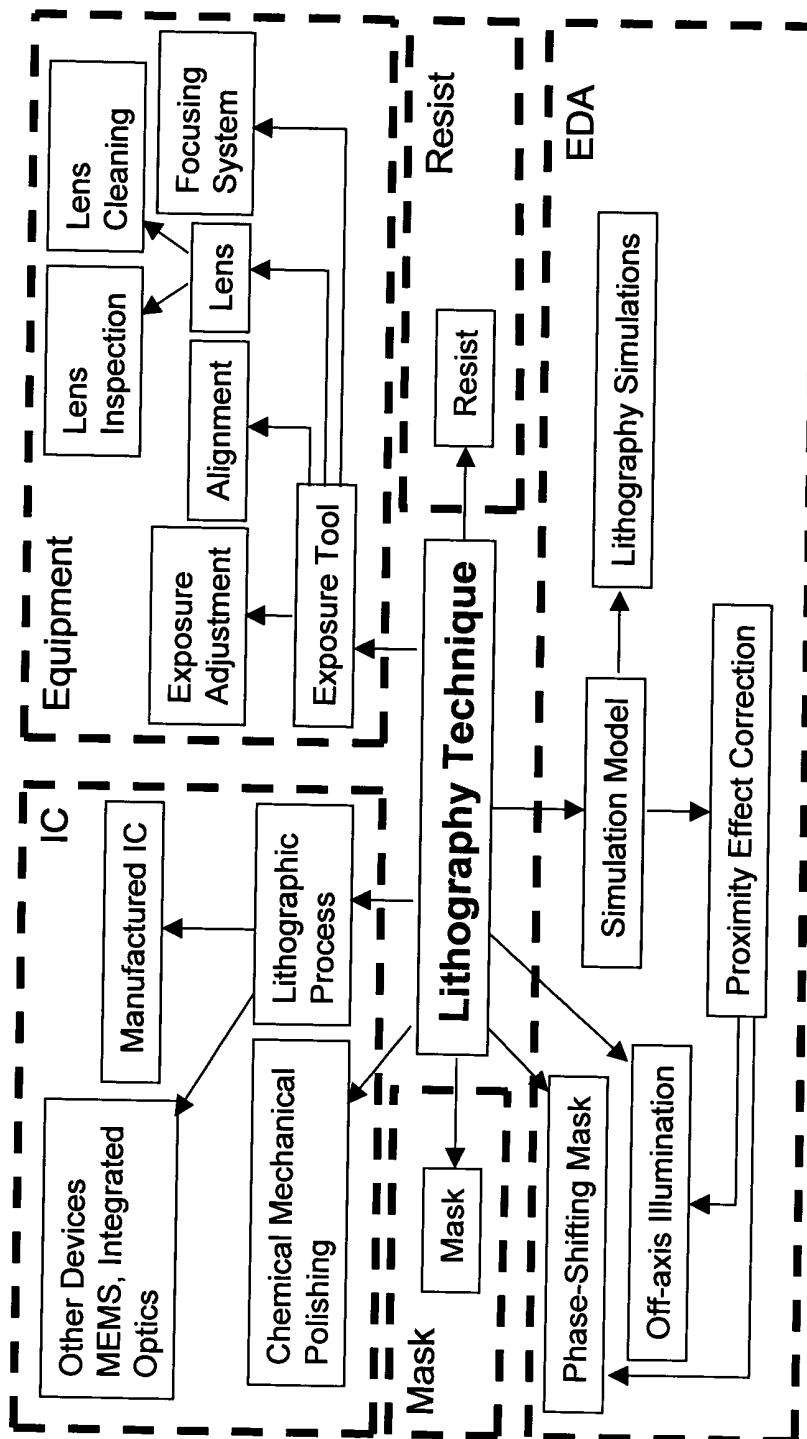 IC
Other Devices
MEMS, Integrated
Optics
Manufactured IC
Chemical Mechanical
Polishing
Lithographic
Process
Equipment
Exposure
Adjustment
Alignment
Lens
Inspection
Lens
Cleaning
Lens
Focusing
System
Exposure Tool
Mask
Mask
Lithography Technique
Resist
Resist
EDA
Phase-Shifting Mask
Off-axis Illumination
Simulation Model
Lithography Simulations
Proximity Effect Correction